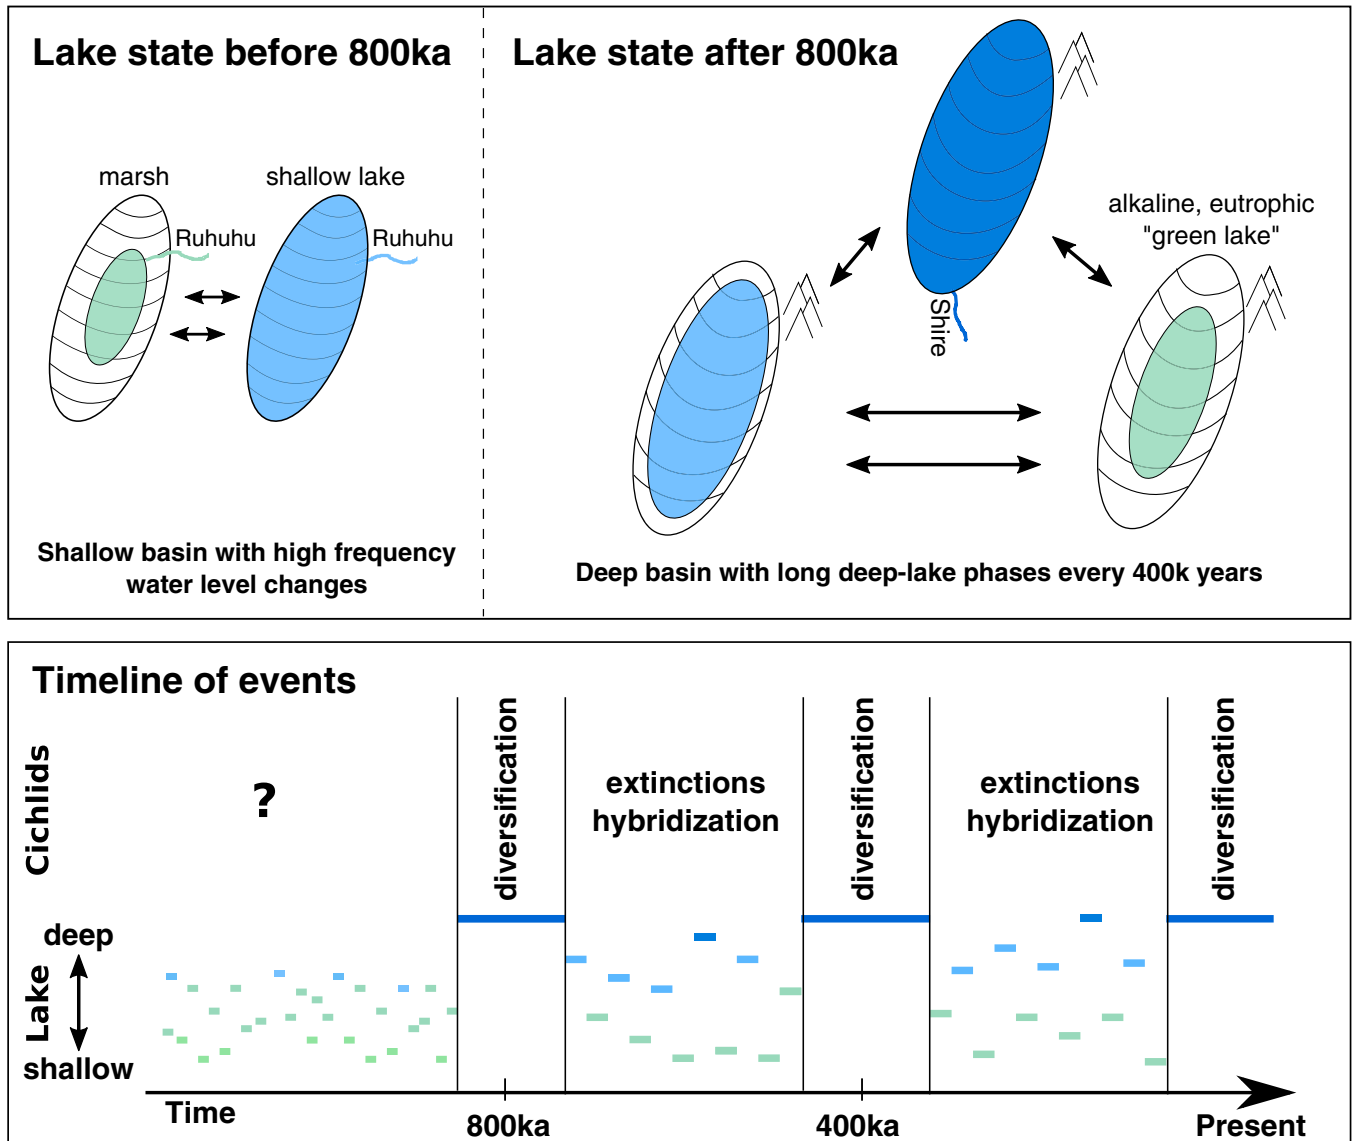 Lake state before 800ka
Lake state after 800ka
marsh
shallow lake
Ruhuhu
Ruhuhu
Shire
alkaline, eutrophic
"green lake"
Shallow basin with high frequency
water level changes
Deep basin with long deep-lake phases every 400k years
Timeline of events
Cichlids
?
diversification
extinctions
hybridization
diversification
extinctions
hybridization
diversification
deep
Lake
shallow
Time
800ka
400ka
Present